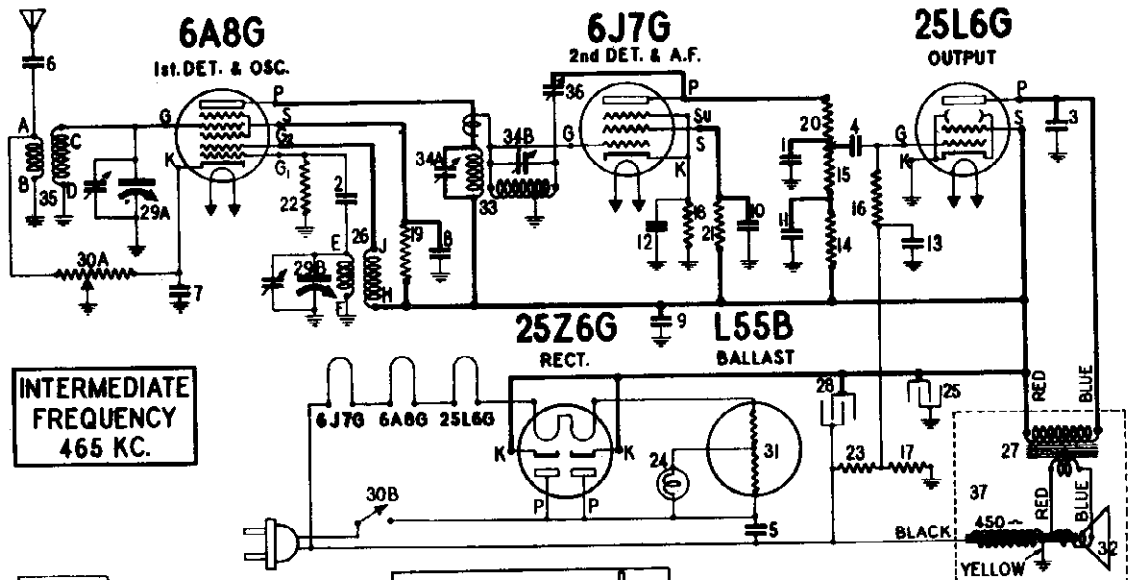 6A8G
1st. DET. & OSC.
6J7G
2nd DET. & A.F.
25L6G
OUTPUT
6
A
B
C
D
35
29A
30A
7
G
K
P
S
G2
G1
22
2
E
F
26
29B
J
H
19
8
34A
34B
33
36
G
P
Su
S
K
12
18
21
10
20
1
15
4
11
14
16
13
G
K
P
S
3
9
25Z6G
RECT.
L55B
BALLAST
INTERMEDIATE
FREQUENCY
465 KC.
6J7G 6A8G 25L6G
K
K
P
P
30B
24
31
5
28
25
23
17
RED
BLUE
27
37
RED
BLUE
BLACK
450~
32
YELLOW